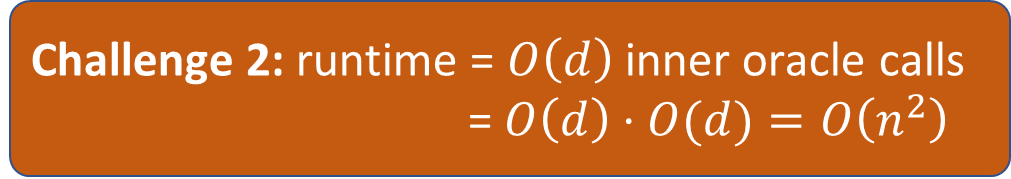 Challenge 2: runtime = O(d) inner oracle calls
= O(d) · O(d) = O(n²)